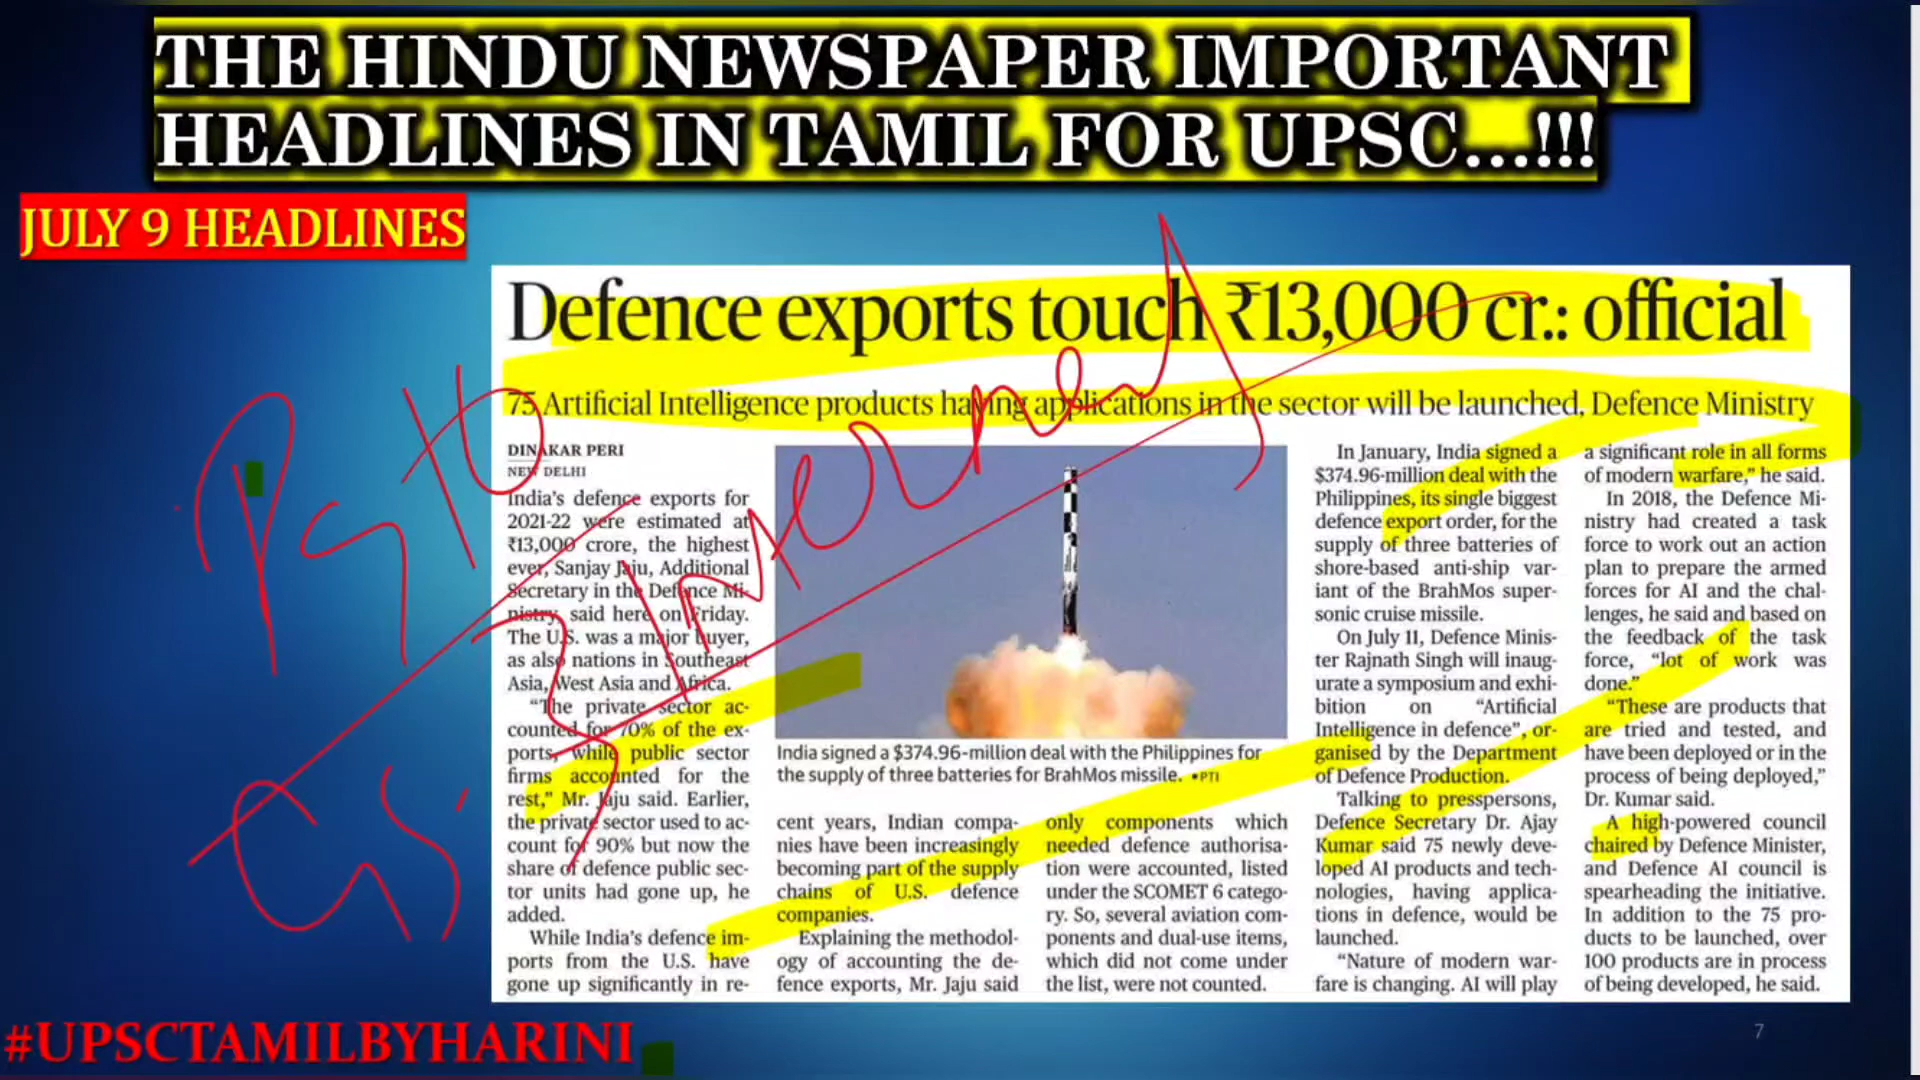 THE HINDU NEWSPAPER IMPORTANT
HEADLINES IN TAMIL FOR UPSC...!!!
JULY 9 HEADLINES
Defence exports touch ₹13,000 cr.: official
75 Artificial Intelligence products having applications in the sector will be launched, Defence Ministry
DINAKAR PERI
NEW DELHI
India's defence exports for
2021-22 were estimated at
₹13,000 crore, the highest
ever, Sanjay Jaju, Additional
Secretary in the Defence Mi-
nistry, said here on Friday.
The U.S. was a major buyer,
as also nations in Southeast
Asia, West Asia and Africa.
"The private sector ac-
counted for 70% of the ex-
ports, while public sector
firms accounted for the
rest," Mr. Jaju said. Earlier,
the private sector used to ac-
count for 90% but now the
share of defence public sec-
tor units had gone up, he
added.
While India's defence im-
ports from the U.S. have
gone up significantly in re-
India signed a $374.96-million deal with the Philippines for
the supply of three batteries for BrahMos missile. •PTI
cent years, Indian compa-
nies have been increasingly
becoming part of the supply
chains of U.S. defence
companies.
Explaining the methodol-
ogy of accounting the de-
fence exports, Mr. Jaju said
only components which
needed defence authorisa-
tion were accounted, listed
under the SCOMET 6 catego-
ry. So, several aviation com-
ponents and dual-use items,
which did not come under
the list, were not counted.
In January, India signed a
$374.96-million deal with the
Philippines, its single biggest
defence export order, for the
supply of three batteries of
shore-based anti-ship var-
iant of the BrahMos super-
sonic cruise missile.
On July 11, Defence Minis-
ter Rajnath Singh will inaug-
urate a symposium and exhi-
bition on "Artificial
Intelligence in defence", or-
ganised by the Department
of Defence Production.
Talking to presspersons,
Defence Secretary Dr. Ajay
Kumar said 75 newly deve-
loped AI products and tech-
nologies, having applica-
tions in defence, would be
launched.
"Nature of modern war-
fare is changing. AI will play
a significant role in all forms
of modern warfare," he said.
In 2018, the Defence Mi-
nistry had created a task
force to work out an action
plan to prepare the armed
forces for AI and the chal-
lenges, he said and based on
the feedback of the task
force, "lot of work was
done."
"These are products that
are tried and tested, and
have been deployed or in the
process of being deployed,"
Dr. Kumar said.
A high-powered council
chaired by Defence Minister,
and Defence AI council is
spearheading the initiative.
In addition to the 75 pro-
ducts to be launched, over
100 products are in process
of being developed, he said.
#UPSCTAMILBYHARINI
7